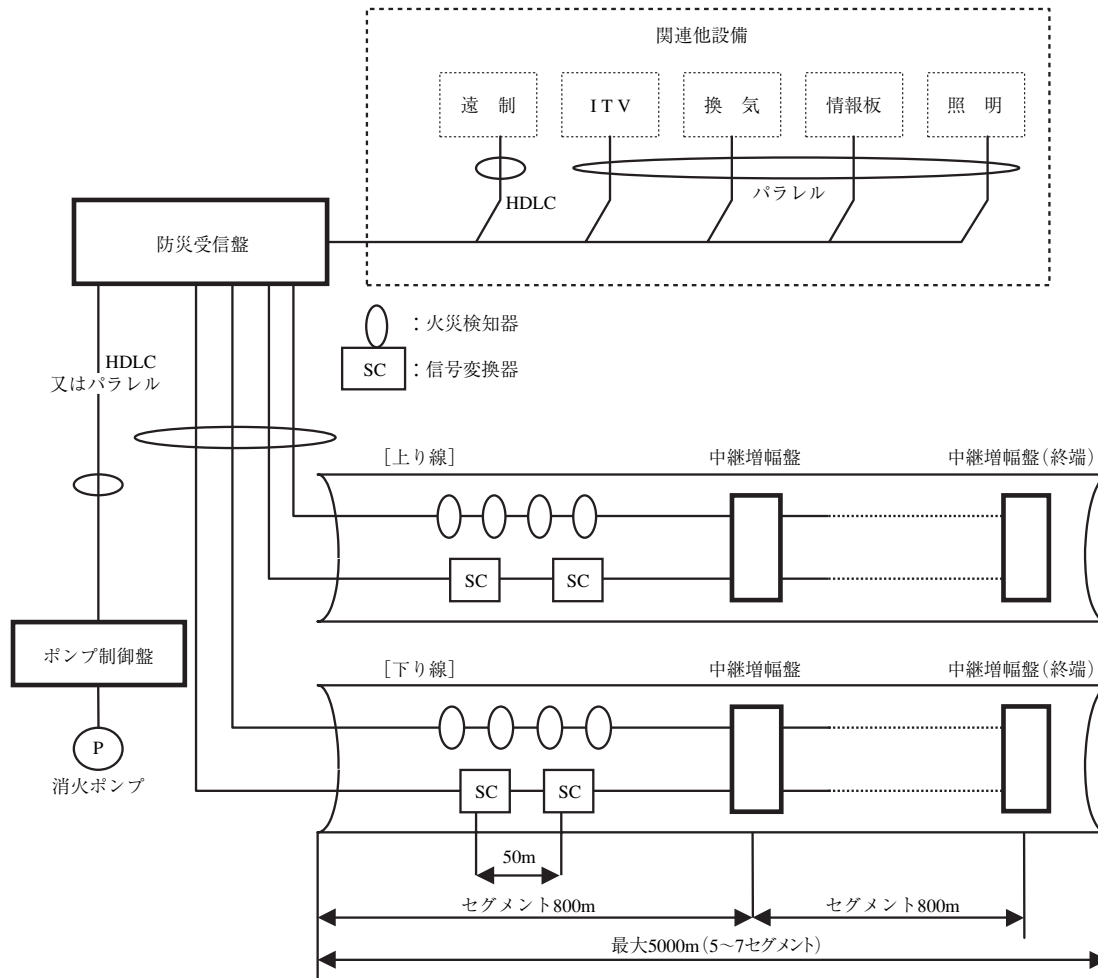 関連他設備
遠 制
ITV
換 気
情報板
照 明
HDLC
パラレル
防災受信盤
:火災検知器
SC
:信号変換器
HDLC
又はパラレル
[上り線]
中継増幅盤
中継増幅盤(終端)
SC
SC
ポンプ制御盤
[下り線]
中継増幅盤
中継増幅盤(終端)
P
消火ポンプ
SC
SC
50m
セグメント800m
セグメント800m
最大5000m(5~7セグメント)